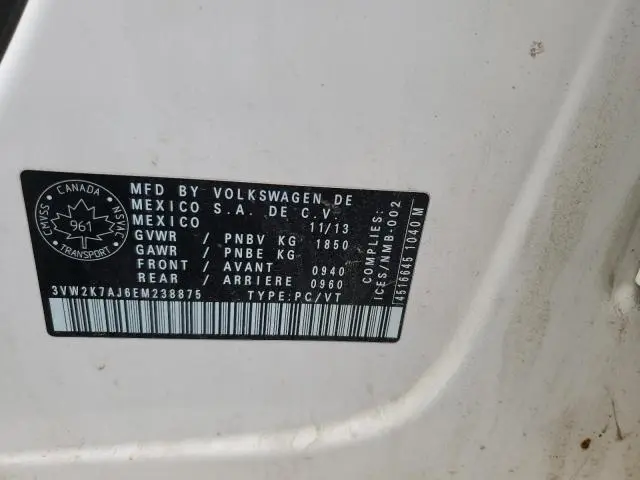 CANADA
CMVSS
NSVAC
961
TRANSPORT
MFD BY VOLKSWAGEN DE
MEXICO S.A. DE C.V.
MEXICO 11/13
GVWR / PNBV KG 1850
GAWR / PNBE KG
FRONT / AVANT 0940
REAR / ARRIERE 0960
3VW2K7AJ6EM238875 TYPE:PC/VT
COMPLIES:
ICES/NMB-002
4516645 1040 M